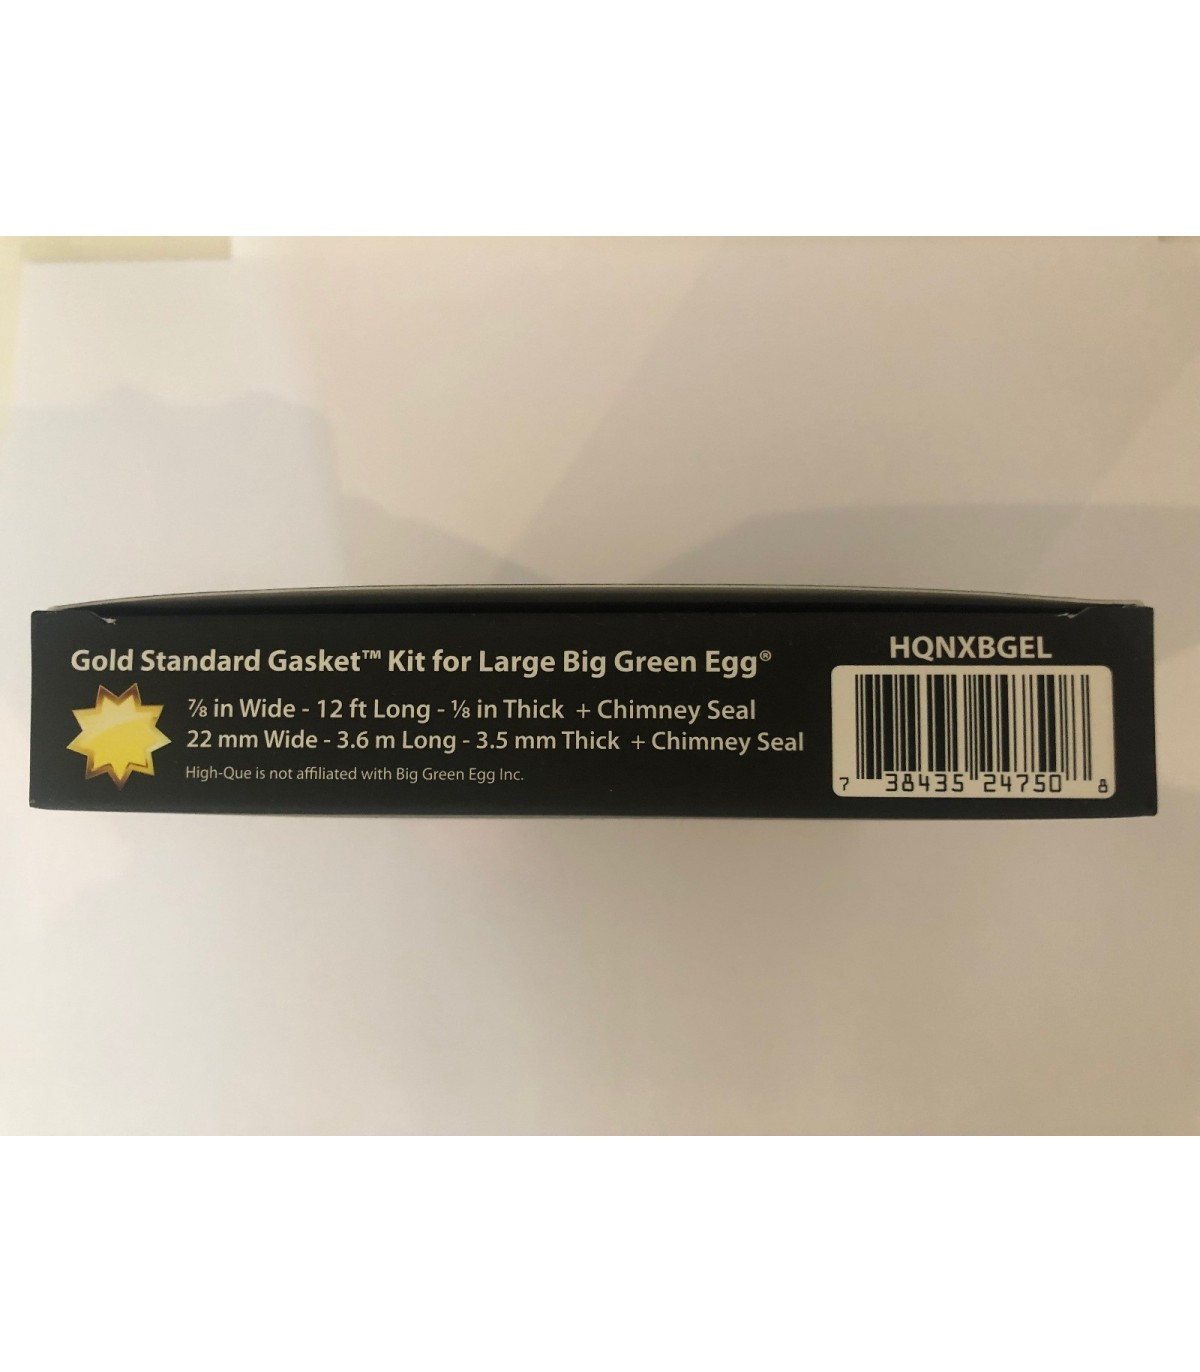 Gold Standard Gasket™ Kit for Large Big Green Egg®
⅞ in Wide - 12 ft Long - ⅛ in Thick + Chimney Seal
22 mm Wide - 3.6 m Long - 3.5 mm Thick + Chimney Seal
High-Que is not affiliated with Big Green Egg Inc.
HQNXBGEL
7 38435 24750 8